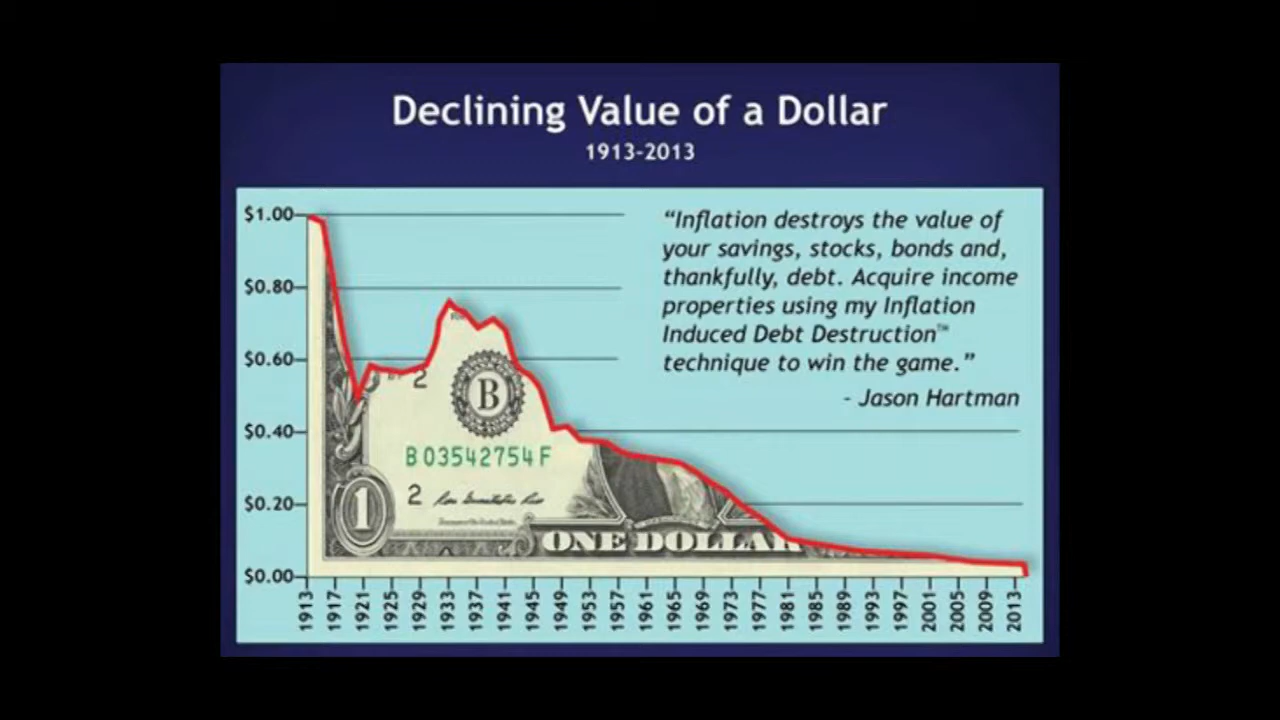 Declining Value of a Dollar
1913-2013
$1.00
$0.80
$0.60
$0.40
$0.20
$0.00
“Inflation destroys the value of
your savings, stocks, bonds and,
thankfully, debt. Acquire income
properties using my Inflation
Induced Debt Destruction™
technique to win the game.”
- Jason Hartman
2
B
B 03542754 F
2
1
ONE DOLLAR
1913 1917 1921 1925 1929 1933 1937 1941 1945 1949 1953 1957 1961 1965 1969 1973 1977 1981 1985 1989 1993 1997 2001 2005 2009 2013